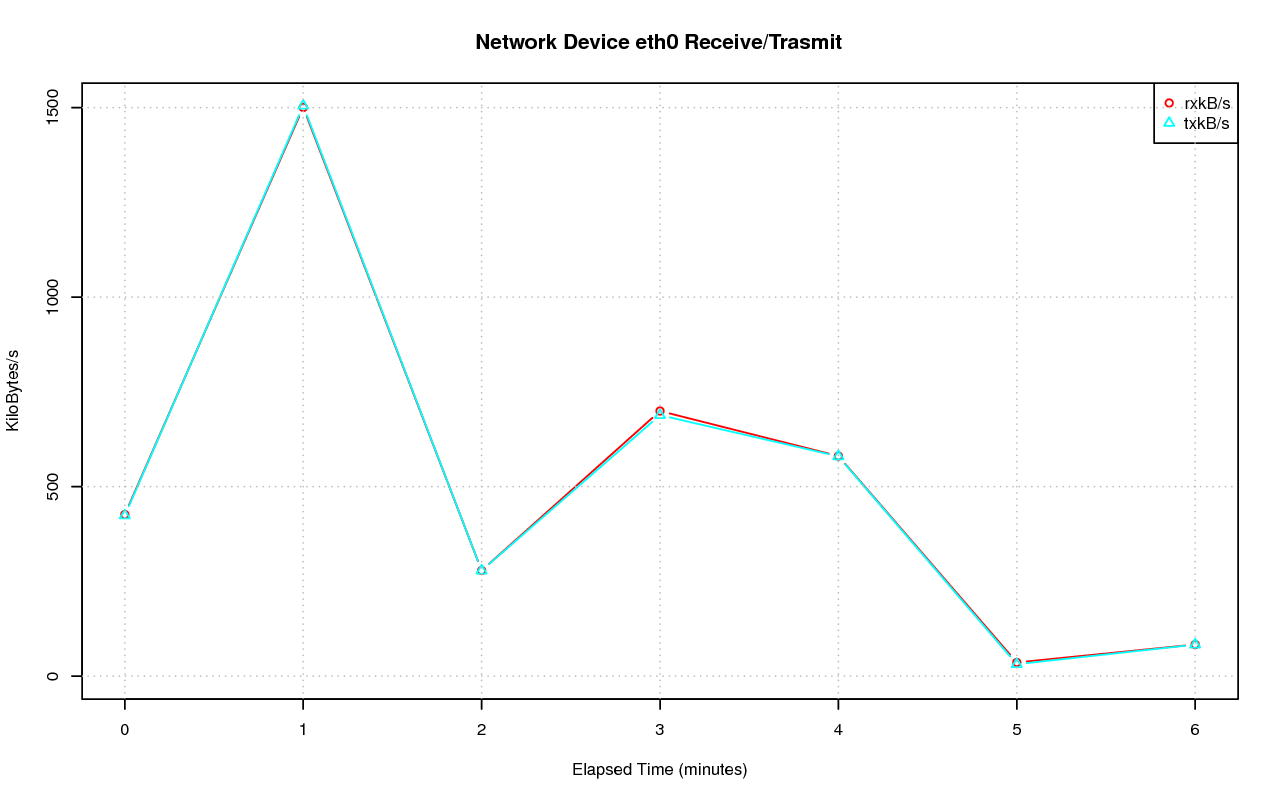 Network Device eth0 Receive/Trasmit
rxkB/s
txkB/s
KiloBytes/s
1500
1000
500
0
0 1 2 3 4 5 6
Elapsed Time (minutes)